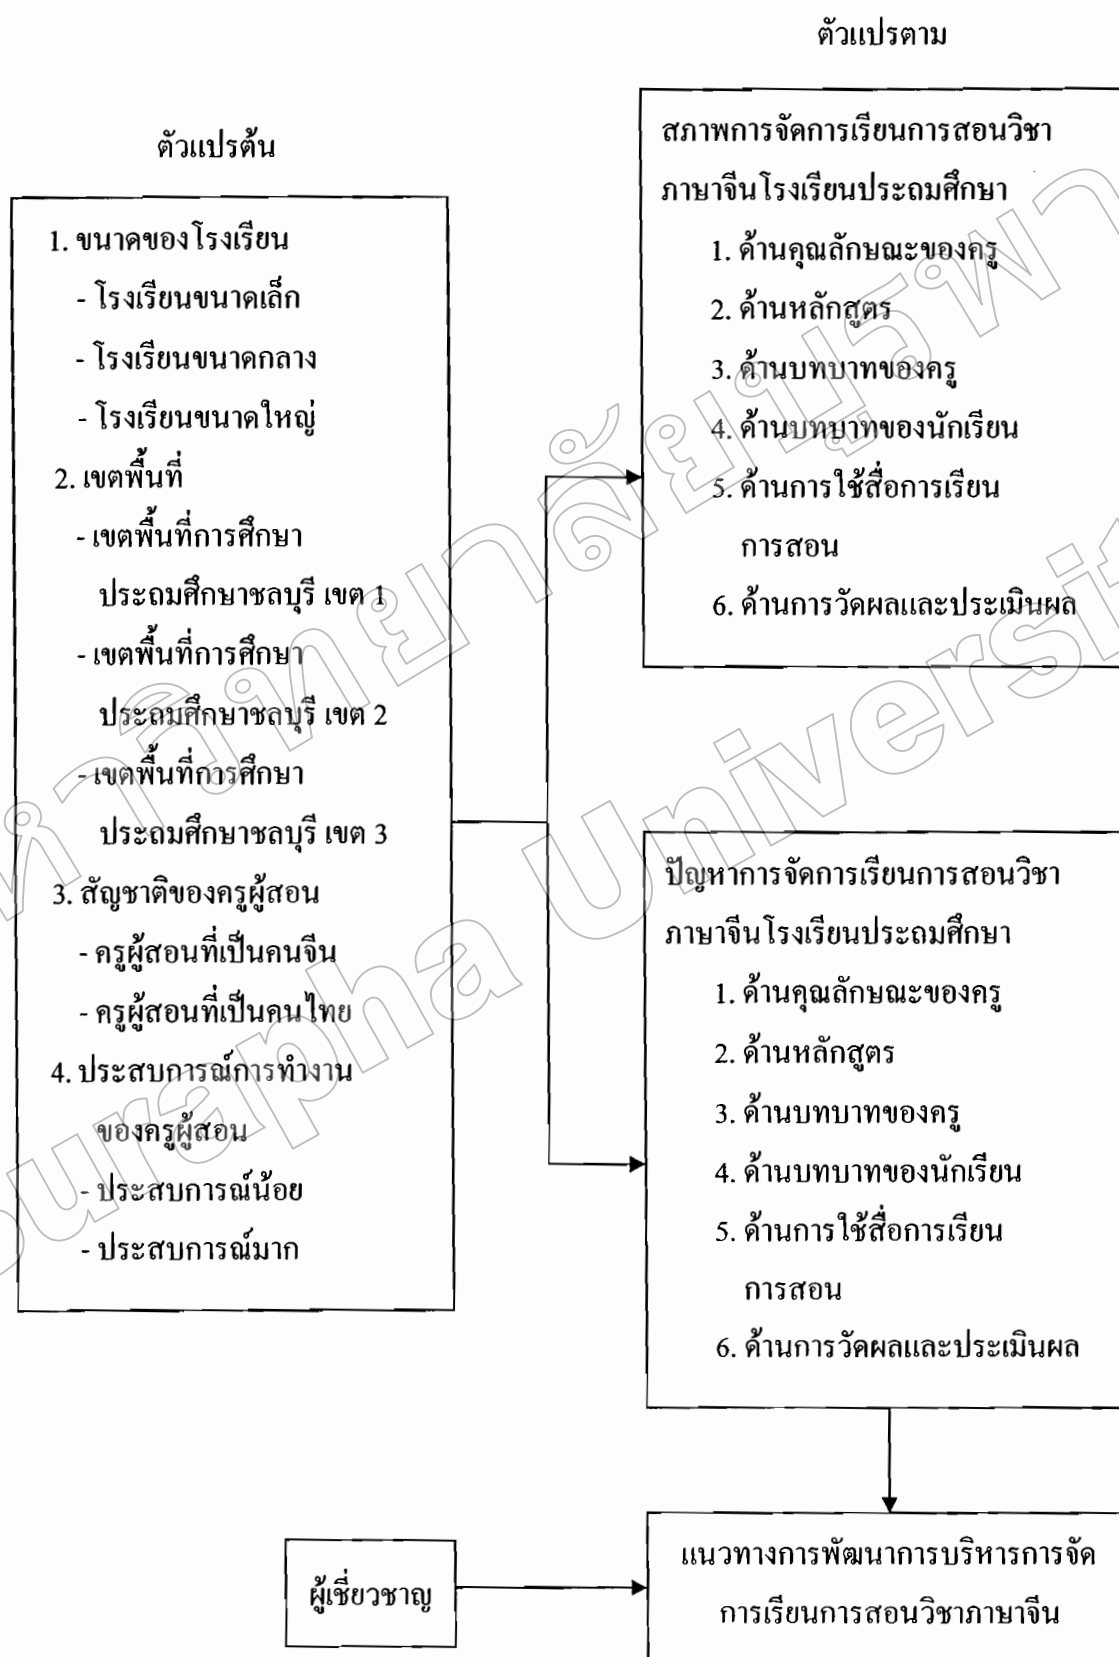 ตัวแปรต้น
1. ขนาดของโรงเรียน
- โรงเรียนขนาดเล็ก
- โรงเรียนขนาดกลาง
- โรงเรียนขนาดใหญ่
2. เขตพื้นที่
- เขตพื้นที่การศึกษา
ประถมศึกษาชลบุรี เขต 1
- เขตพื้นที่การศึกษา
ประถมศึกษาชลบุรี เขต 2
- เขตพื้นที่การศึกษา
ประถมศึกษาชลบุรี เขต 3
3. สัญชาติของครูผู้สอน
- ครูผู้สอนที่เป็นคนจีน
- ครูผู้สอนที่เป็นคนไทย
4. ประสบการณ์การทำงาน
ของครูผู้สอน
- ประสบการณ์น้อย
- ประสบการณ์มาก
ตัวแปรตาม
สภาพการจัดการเรียนการสอนวิชา
ภาษาจีนโรงเรียนประถมศึกษา
1. ด้านคุณลักษณะของครู
2. ด้านหลักสูตร
3. ด้านบทบาทของครู
4. ด้านบทบาทของนักเรียน
5. ด้านการใช้สื่อการเรียน
การสอน
6. ด้านการวัดผลและประเมินผล
ปัญหาการจัดการเรียนการสอนวิชา
ภาษาจีนโรงเรียนประถมศึกษา
1. ด้านคุณลักษณะของครู
2. ด้านหลักสูตร
3. ด้านบทบาทของครู
4. ด้านบทบาทของนักเรียน
5. ด้านการใช้สื่อการเรียน
การสอน
6. ด้านการวัดผลและประเมินผล
ผู้เชี่ยวชาญ
แนวทางการพัฒนาการบริหารการจัด
การเรียนการสอนวิชาภาษาจีน
หาวิทยาลัยบูรพา
Burapha Universit